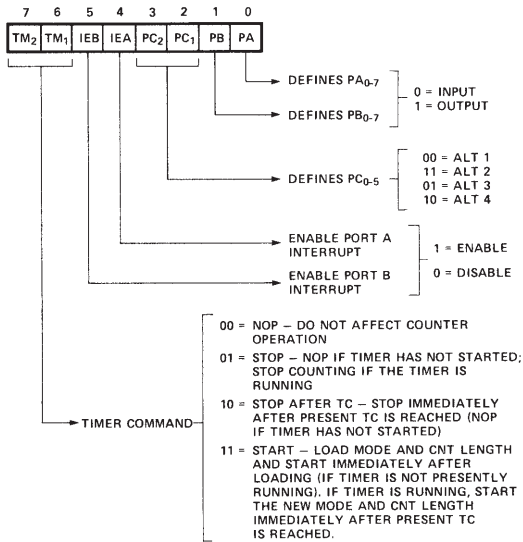 7 6 5 4 3 2 1 0
TM2 TM1 IEB IEA PC2 PC1 PB PA
DEFINES PA0-7
DEFINES PB0-7
0 = INPUT
1 = OUTPUT
DEFINES PC0-5
00 = ALT 1
11 = ALT 2
01 = ALT 3
10 = ALT 4
ENABLE PORT A
INTERRUPT
ENABLE PORT B
INTERRUPT
1 = ENABLE
0 = DISABLE
TIMER COMMAND
00 = NOP – DO NOT AFFECT COUNTER
OPERATION
01 = STOP – NOP IF TIMER HAS NOT STARTED;
STOP COUNTING IF THE TIMER IS
RUNNING
10 = STOP AFTER TC – STOP IMMEDIATELY
AFTER PRESENT TC IS REACHED (NOP
IF TIMER HAS NOT STARTED)
11 = START – LOAD MODE AND CNT LENGTH
AND START IMMEDIATELY AFTER
LOADING (IF TIMER IS NOT PRESENTLY
RUNNING). IF TIMER IS RUNNING, START
THE NEW MODE AND CNT LENGTH
IMMEDIATELY AFTER PRESENT TC
IS REACHED.